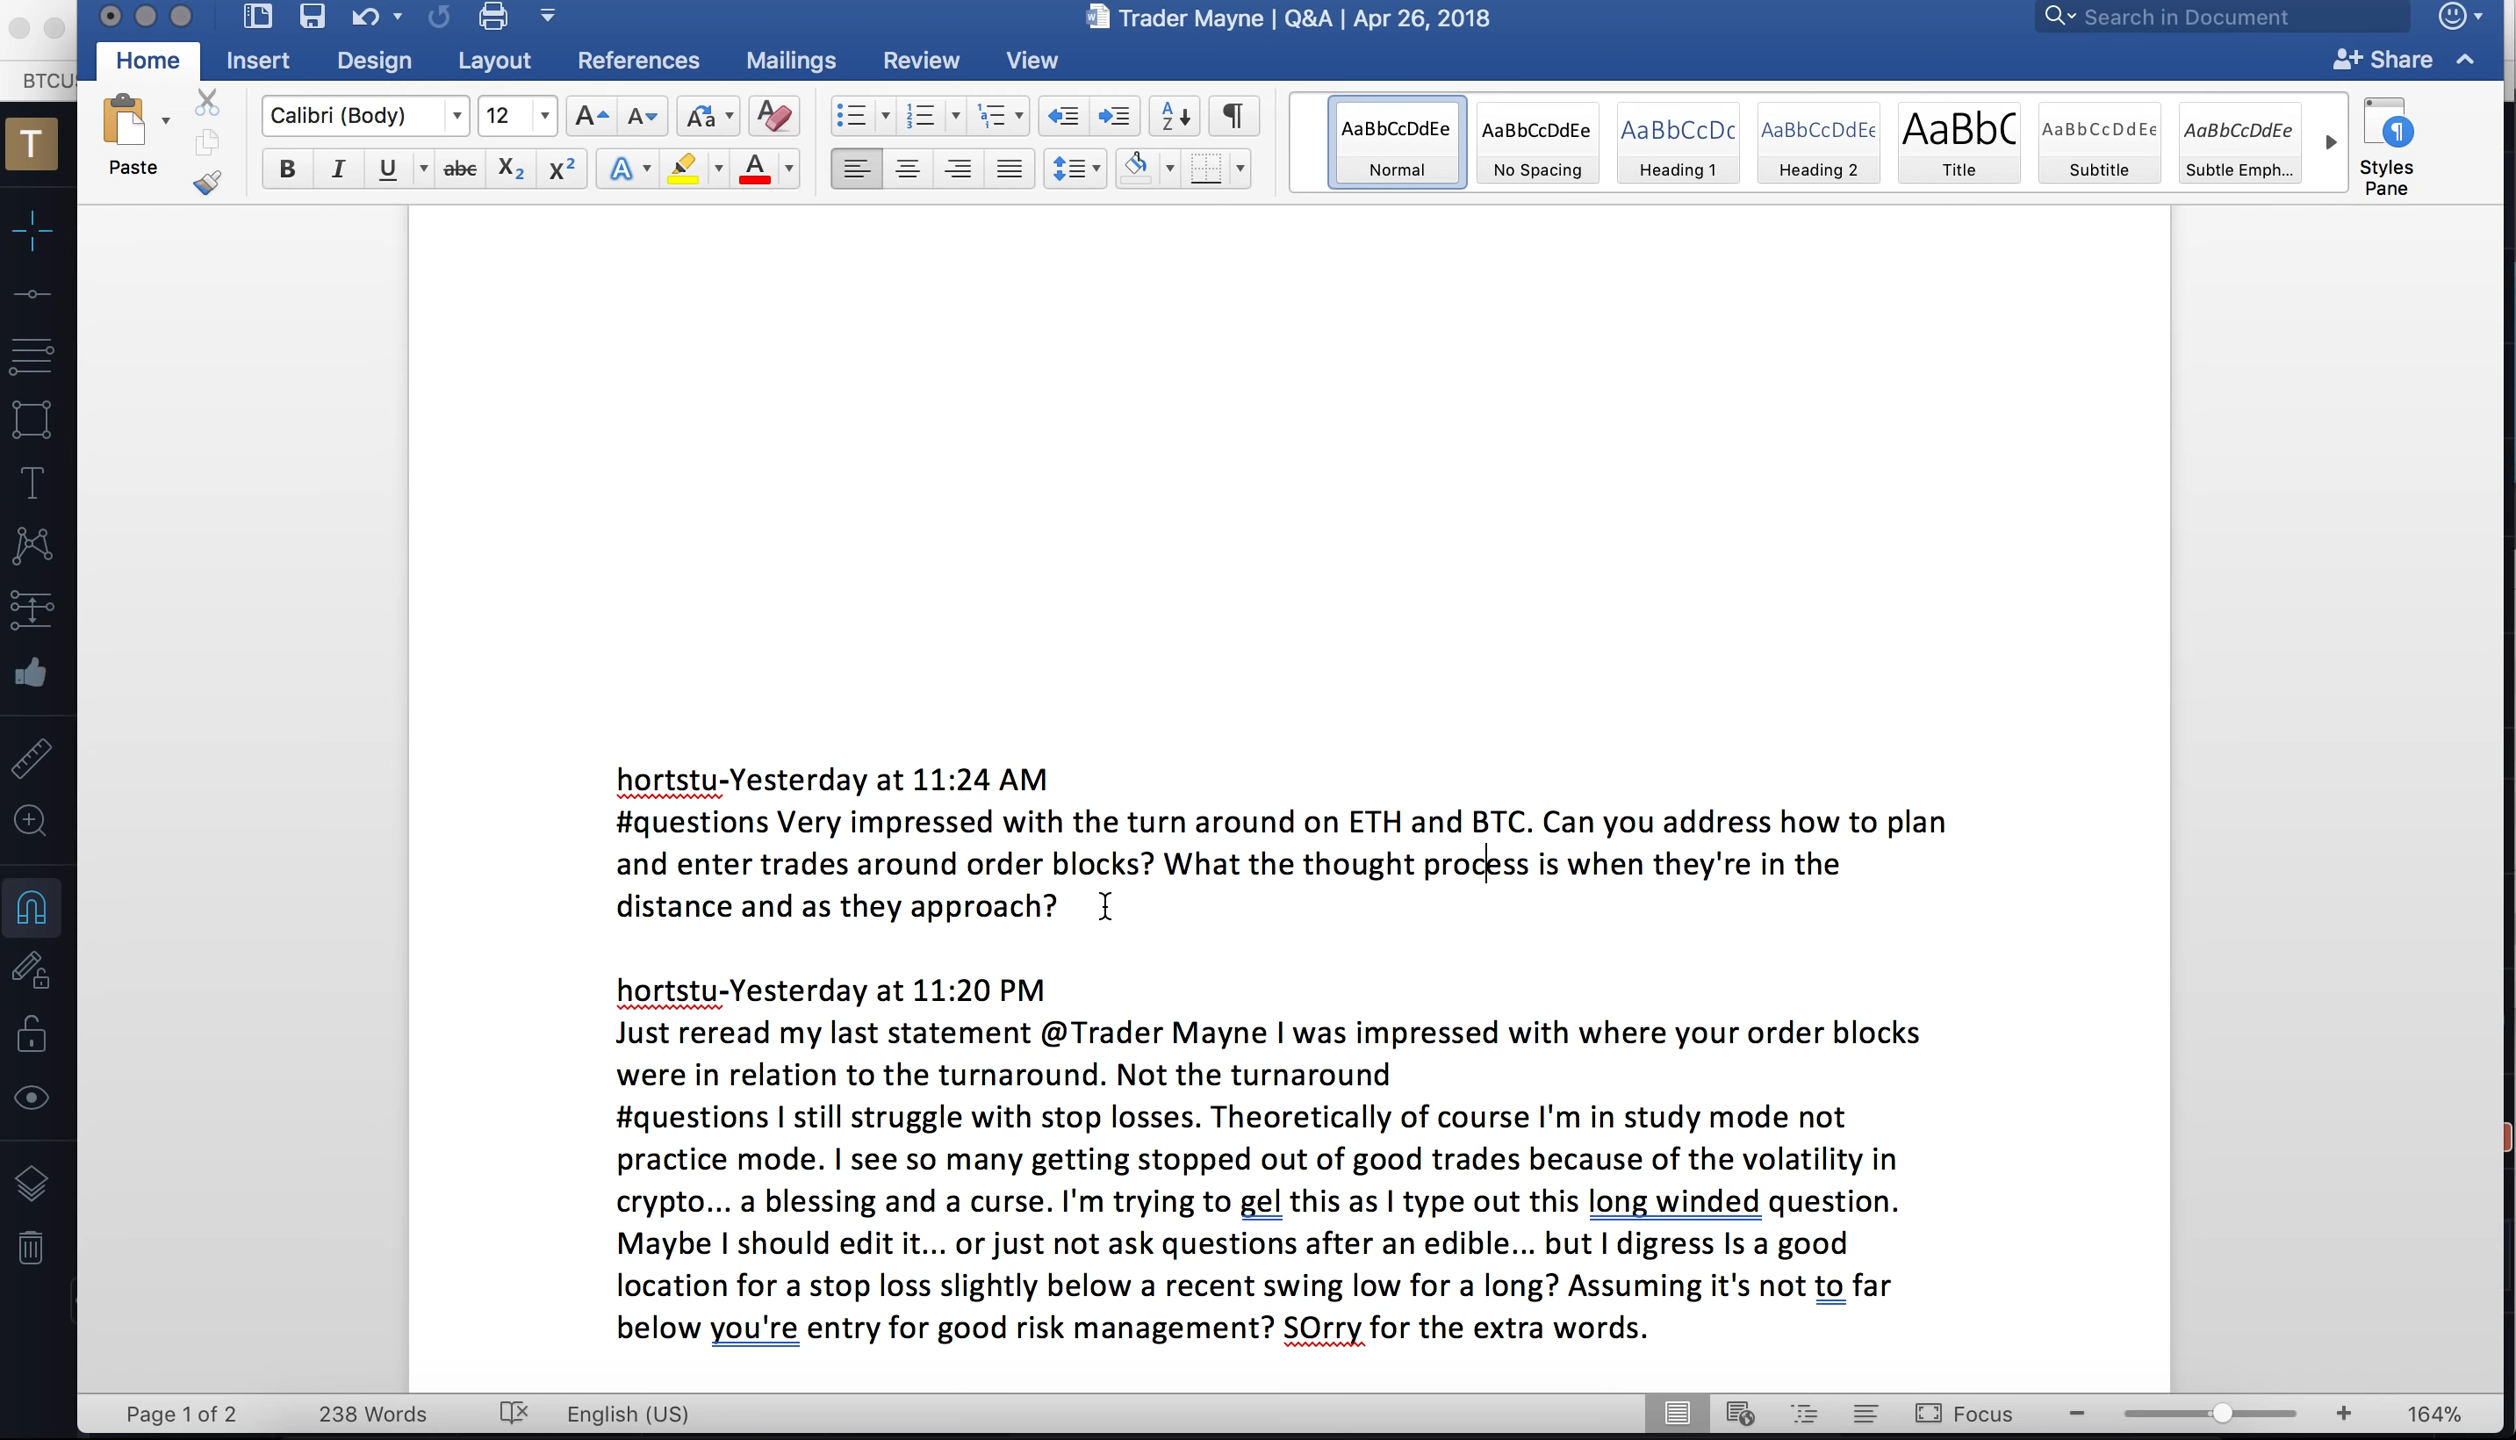 Trader Mayne | Q&A | Apr 26, 2018
Search in Document
Home Insert Design Layout References Mailings Review View
Share
BTCUS
T
Paste
Calibri (Body) 12
AaBbCcDdEe AaBbCcDdEe AaBbCcDc AaBbCcDdEe AaBbC AaBbCcDdEe AaBbCcDdEe
Normal No Spacing Heading 1 Heading 2 Title Subtitle Subtle Emph...
Styles
Pane
hortstu-Yesterday at 11:24 AM
#questions Very impressed with the turn around on ETH and BTC. Can you address how to plan
and enter trades around order blocks? What the thought process is when they're in the
distance and as they approach?
hortstu-Yesterday at 11:20 PM
Just reread my last statement @Trader Mayne I was impressed with where your order blocks
were in relation to the turnaround. Not the turnaround
#questions I still struggle with stop losses. Theoretically of course I'm in study mode not
practice mode. I see so many getting stopped out of good trades because of the volatility in
crypto... a blessing and a curse. I'm trying to gel this as I type out this long winded question.
Maybe I should edit it... or just not ask questions after an edible... but I digress Is a good
location for a stop loss slightly below a recent swing low for a long? Assuming it's not to far
below you're entry for good risk management? SOrry for the extra words.
Page 1 of 2 238 Words English (US) Focus 164%